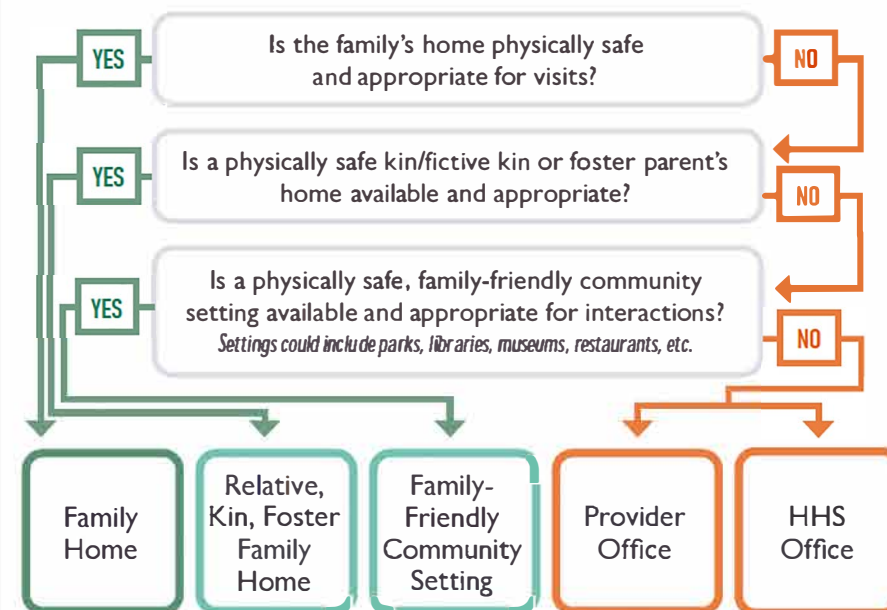 YES
Is the family's home physically safe
and appropriate for visits?
NO
YES
Is a physically safe kin/fictive kin or foster parent's
home available and appropriate?
NO
YES
Is a physically safe, family-friendly community
setting available and appropriate for interactions?
Settings could include parks, libraries, museums, restaurants, etc.
NO
Family
Home
Relative,
Kin, Foster
Family
Home
Family-
Friendly
Community
Setting
Provider
Office
HHS
Office